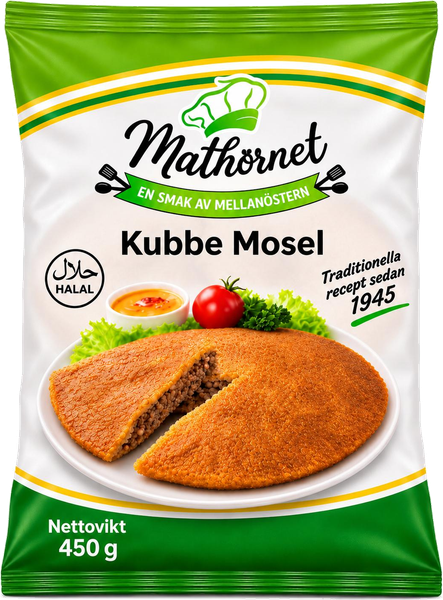 Mathörnet
EN SMAK AV MELLANÖSTERN
Kubbe Mosel
حلال
HALAL
Traditionella
recept sedan
1945
Nettovikt
450 g